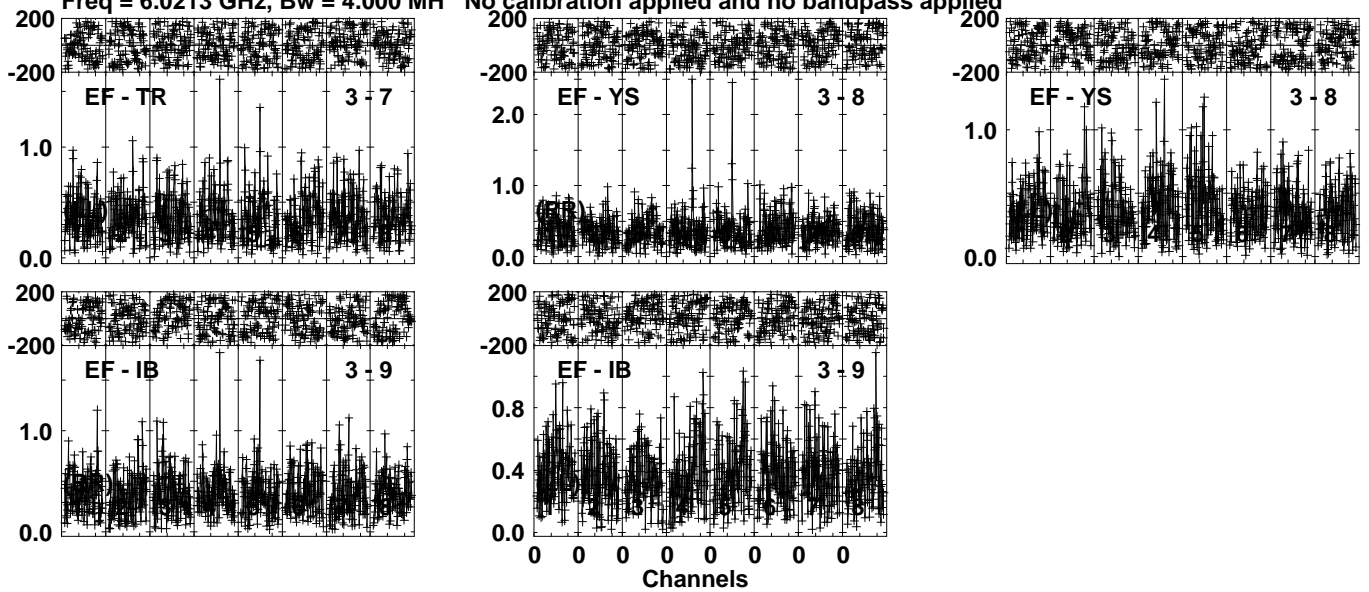 Freq = 6.0213 GHz, Bw = 4.000 MH No calibration applied and no bandpass applied
200
-200
EF - TR 3 - 7
1.0
0.0
200
-200
EF - YS 3 - 8
2.0
1.0
0.0
200
-200
EF - YS 3 - 8
1.0
0.0
200
-200
EF - IB 3 - 9
1.0
0.0
200
-200
EF - IB 3 - 9
0.8
0.4
0.0
0 0 0 0 0 0 0 0
Channels